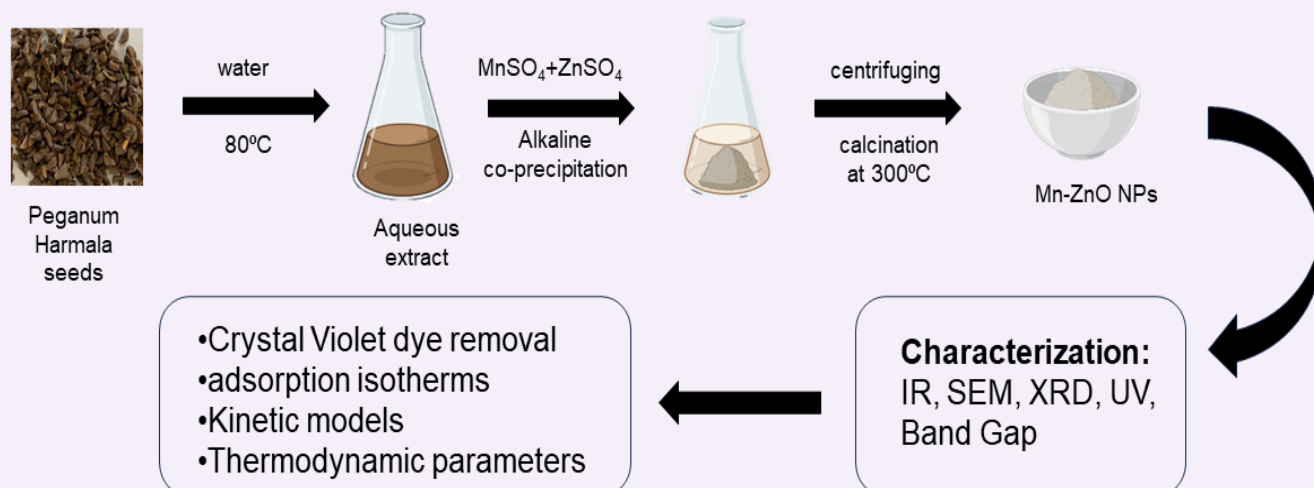 Peganum
Harmala
seeds
water
80ºC
Aqueous
extract
MnSO₄+ZnSO₄
Alkaline
co-precipitation
centrifuging
calcination
at 300ºC
Mn-ZnO NPs
Characterization:
IR, SEM, XRD, UV,
Band Gap
•Crystal Violet dye removal
•adsorption isotherms
•Kinetic models
•Thermodynamic parameters